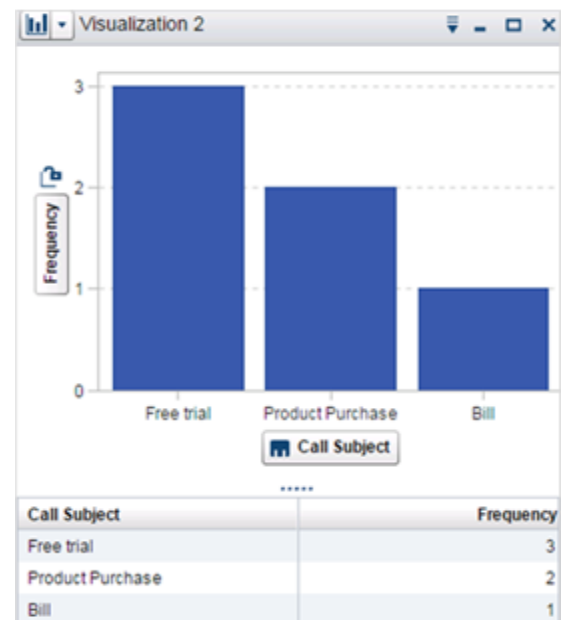 Visualization 2
3
2
1
0
Frequency
Free trial
Product Purchase
Bill
Call Subject
Call Subject Frequency
Free trial 3
Product Purchase 2
Bill 1